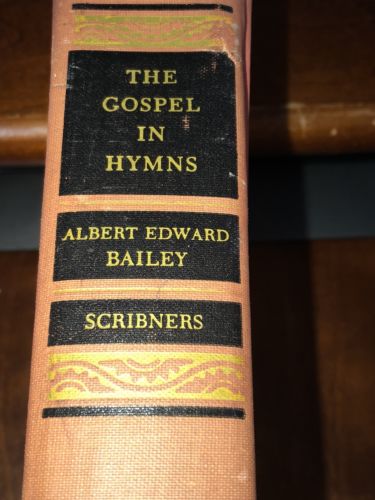 THE
GOSPEL
IN
HYMNS
ALBERT EDWARD
BAILEY
SCRIBNERS